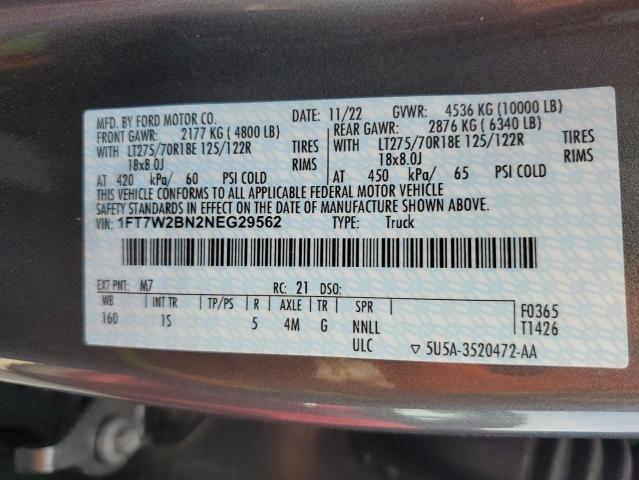 MFD. BY FORD MOTOR CO. DATE: 11/22 GVWR: 4536 KG (10000 LB)
FRONT GAWR: 2177 KG ( 4800 LB) REAR GAWR: 2876 KG ( 6340 LB)
WITH LT275/70R18E 125/122R TIRES WITH LT275/70R18E 125/122R TIRES
18x8.0J RIMS 18x8.0J RIMS
AT 420 kPa/ 60 PSI COLD AT 450 kPa/ 65 PSI COLD
THIS VEHICLE CONFORMS TO ALL APPLICABLE FEDERAL MOTOR VEHICLE
SAFETY STANDARDS IN EFFECT ON THE DATE OF MANUFACTURE SHOWN ABOVE.
VIN: 1FT7W2BN2NEG29562 TYPE: Truck
EXT PNT: M7 RC: 21 DSO:
WB INT TR TP/PS R AXLE TR SPR F0365
160 1S 5 4M G NNLL T1426
ULC ▽ 5U5A-3520472-AA